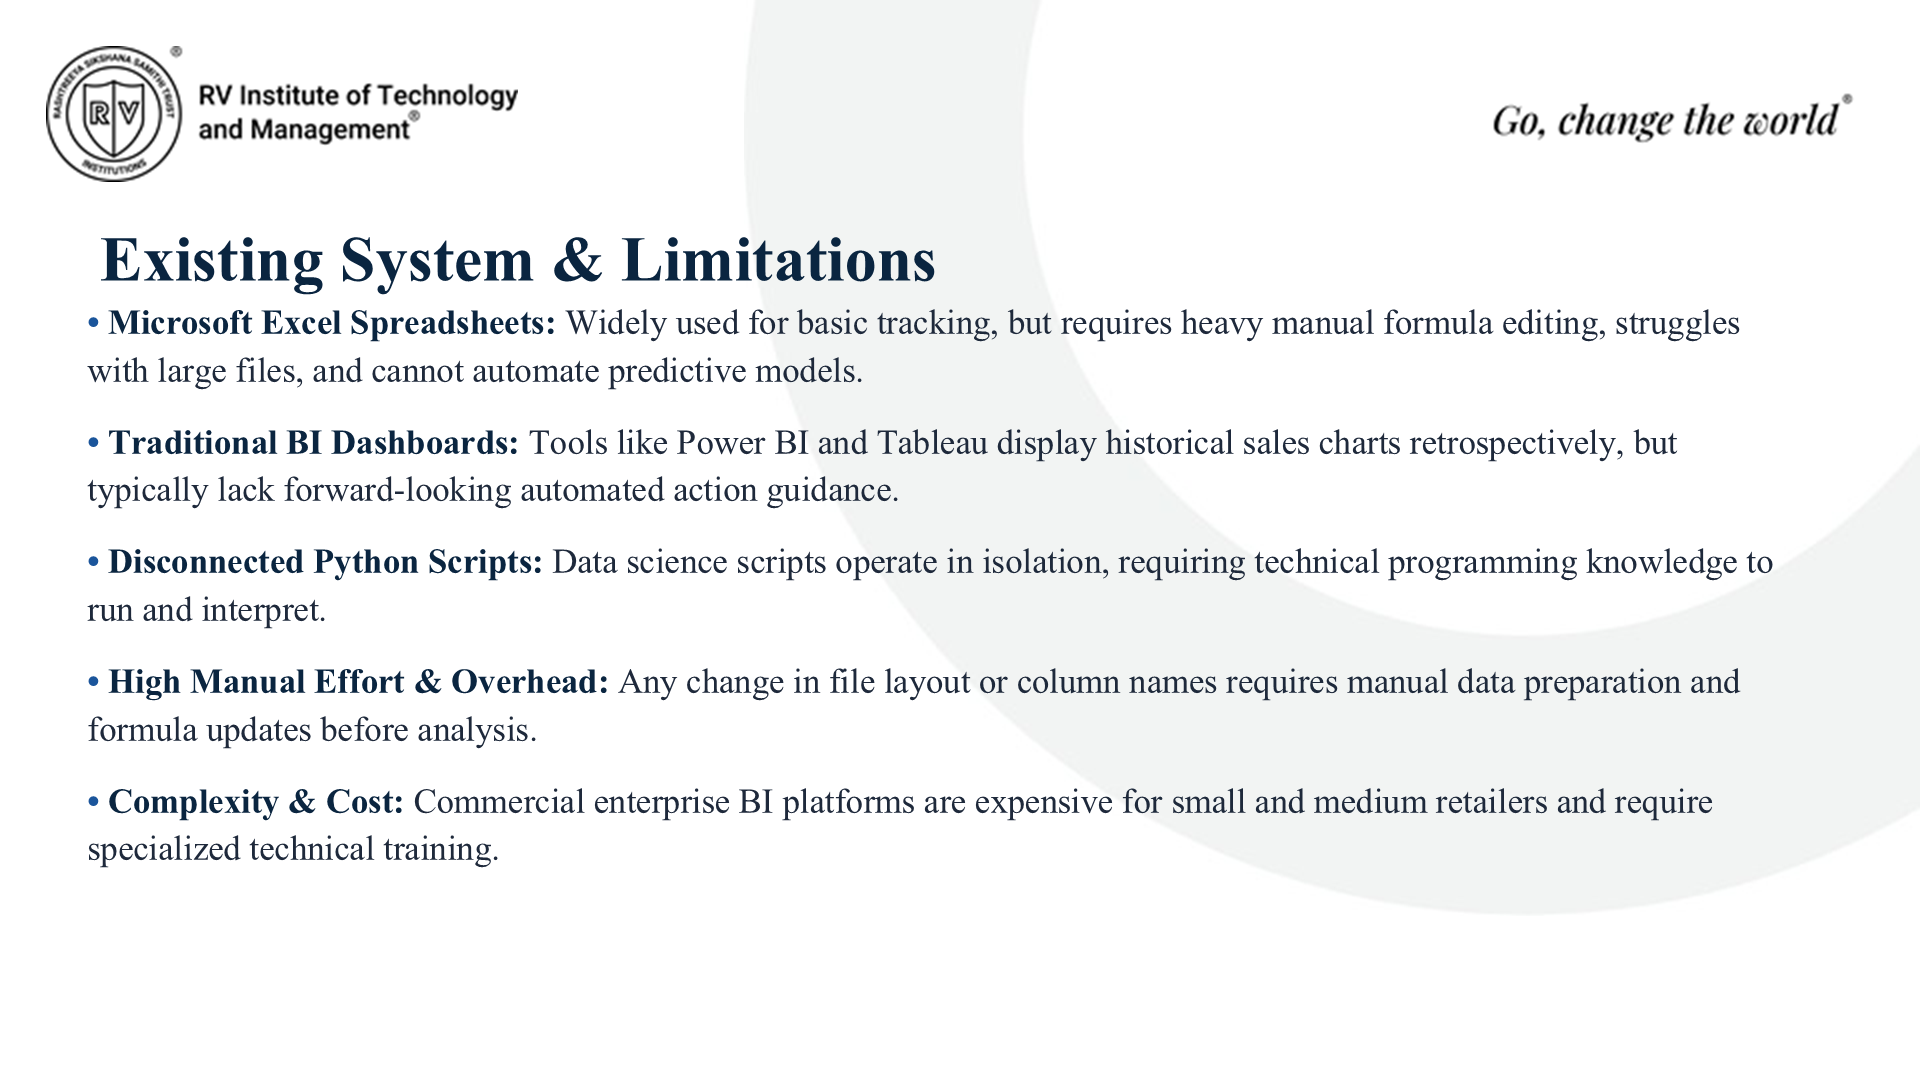 RASHTREEYA SIKSHANA SAMITHI TRUST
®
RV
INSTITUTIONS
RV Institute of Technology
and Management®
Go, change the world®
Existing System & Limitations
• Microsoft Excel Spreadsheets: Widely used for basic tracking, but requires heavy manual formula editing, struggles
with large files, and cannot automate predictive models.
• Traditional BI Dashboards: Tools like Power BI and Tableau display historical sales charts retrospectively, but
typically lack forward-looking automated action guidance.
• Disconnected Python Scripts: Data science scripts operate in isolation, requiring technical programming knowledge to
run and interpret.
• High Manual Effort & Overhead: Any change in file layout or column names requires manual data preparation and
formula updates before analysis.
• Complexity & Cost: Commercial enterprise BI platforms are expensive for small and medium retailers and require
specialized technical training.